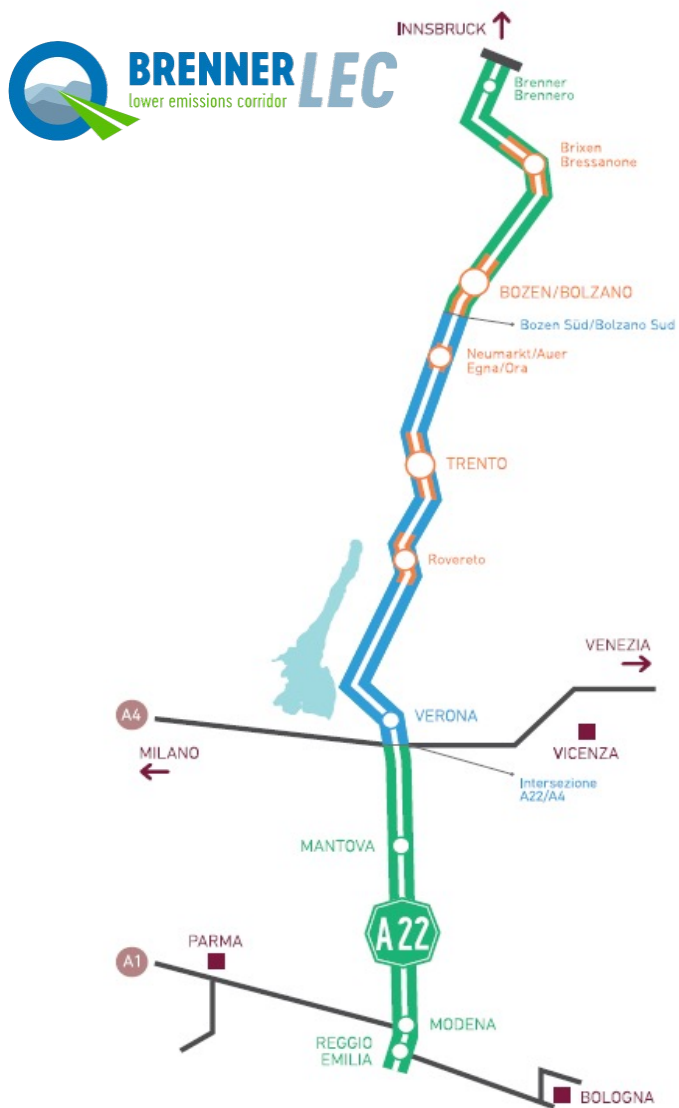 INNSBRUCK
BRENNER LEC
lower emissions corridor
Brenner
Brennero
Brixen
Bressanone
BOZEN/BOLZANO
Bozen Süd/Bolzano Sud
Neumarkt/Auer
Egna/Ora
TRENTO
Rovereto
VENEZIA
A4
VERONA
MILANO
VICENZA
Intersezione
A22/A4
MANTOVA
A22
PARMA
A1
MODENA
REGGIO
EMILIA
BOLOGNA